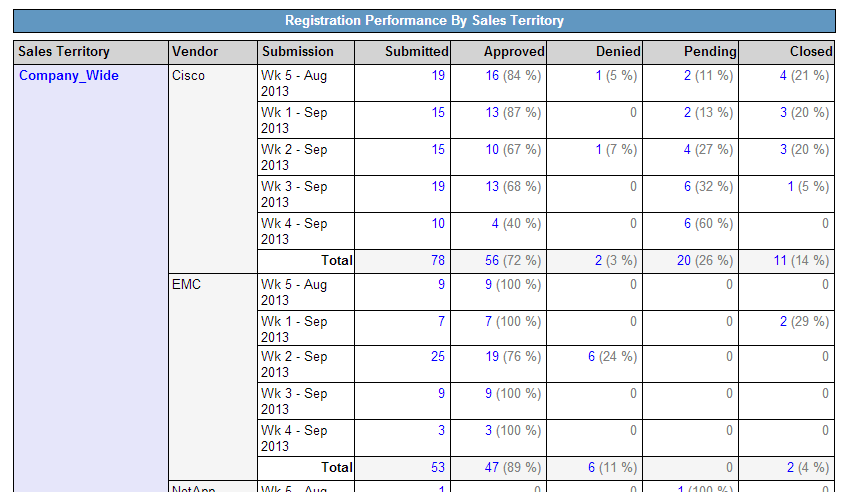 Registration Performance By Sales Territory
Sales Territory Vendor Submission Submitted Approved Denied Pending Closed
Company_Wide Cisco Wk 5 - Aug 2013 19 16 (84 %) 1 (5 %) 2 (11 %) 4 (21 %)
Wk 1 - Sep 2013 15 13 (87 %) 0 2 (13 %) 3 (20 %)
Wk 2 - Sep 2013 15 10 (67 %) 1 (7 %) 4 (27 %) 3 (20 %)
Wk 3 - Sep 2013 19 13 (68 %) 0 6 (32 %) 1 (5 %)
Wk 4 - Sep 2013 10 4 (40 %) 0 6 (60 %) 0
Total 78 56 (72 %) 2 (3 %) 20 (26 %) 11 (14 %)
EMC Wk 5 - Aug 2013 9 9 (100 %) 0 0 0
Wk 1 - Sep 2013 7 7 (100 %) 0 0 2 (29 %)
Wk 2 - Sep 2013 25 19 (76 %) 6 (24 %) 0 0
Wk 3 - Sep 2013 9 9 (100 %) 0 0 0
Wk 4 - Sep 2013 3 3 (100 %) 0 0 0
Total 53 47 (89 %) 6 (11 %) 0 2 (4 %)
NetApp Wk 5 - Aug 1 0 0 1 (100 %) 0